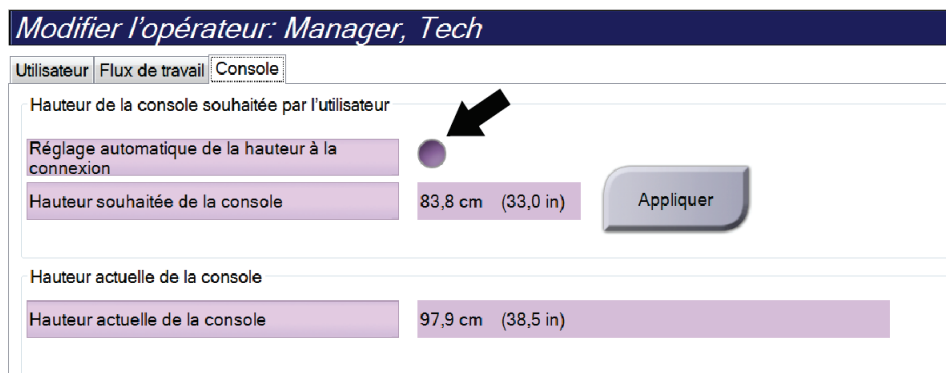 Modifier l'opérateur: Manager, Tech
Utilisateur Flux de travail Console
Hauteur de la console souhaitée par l'utilisateur
Réglage automatique de la hauteur à la
connexion
Hauteur souhaitée de la console 83,8 cm (33,0 in) Appliquer
Hauteur actuelle de la console
Hauteur actuelle de la console 97,9 cm (38,5 in)